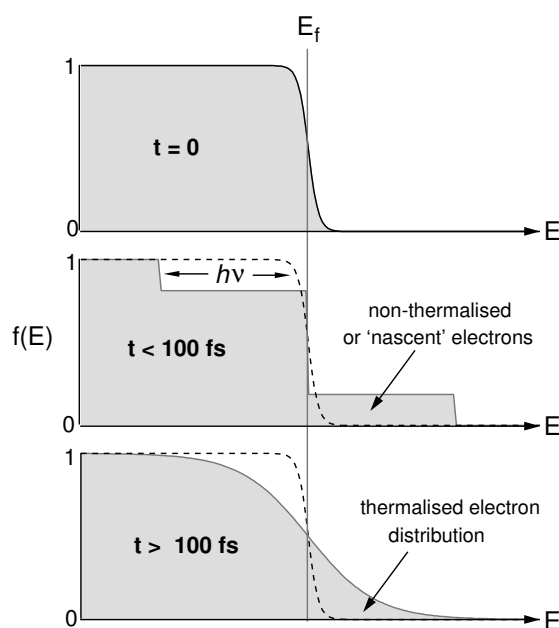 E_f
1
t = 0
0
E
1
hν
non-thermalised
or ‘nascent’ electrons
f(E)
t < 100 fs
0
E
1
thermalised electron
distribution
t > 100 fs
0
E